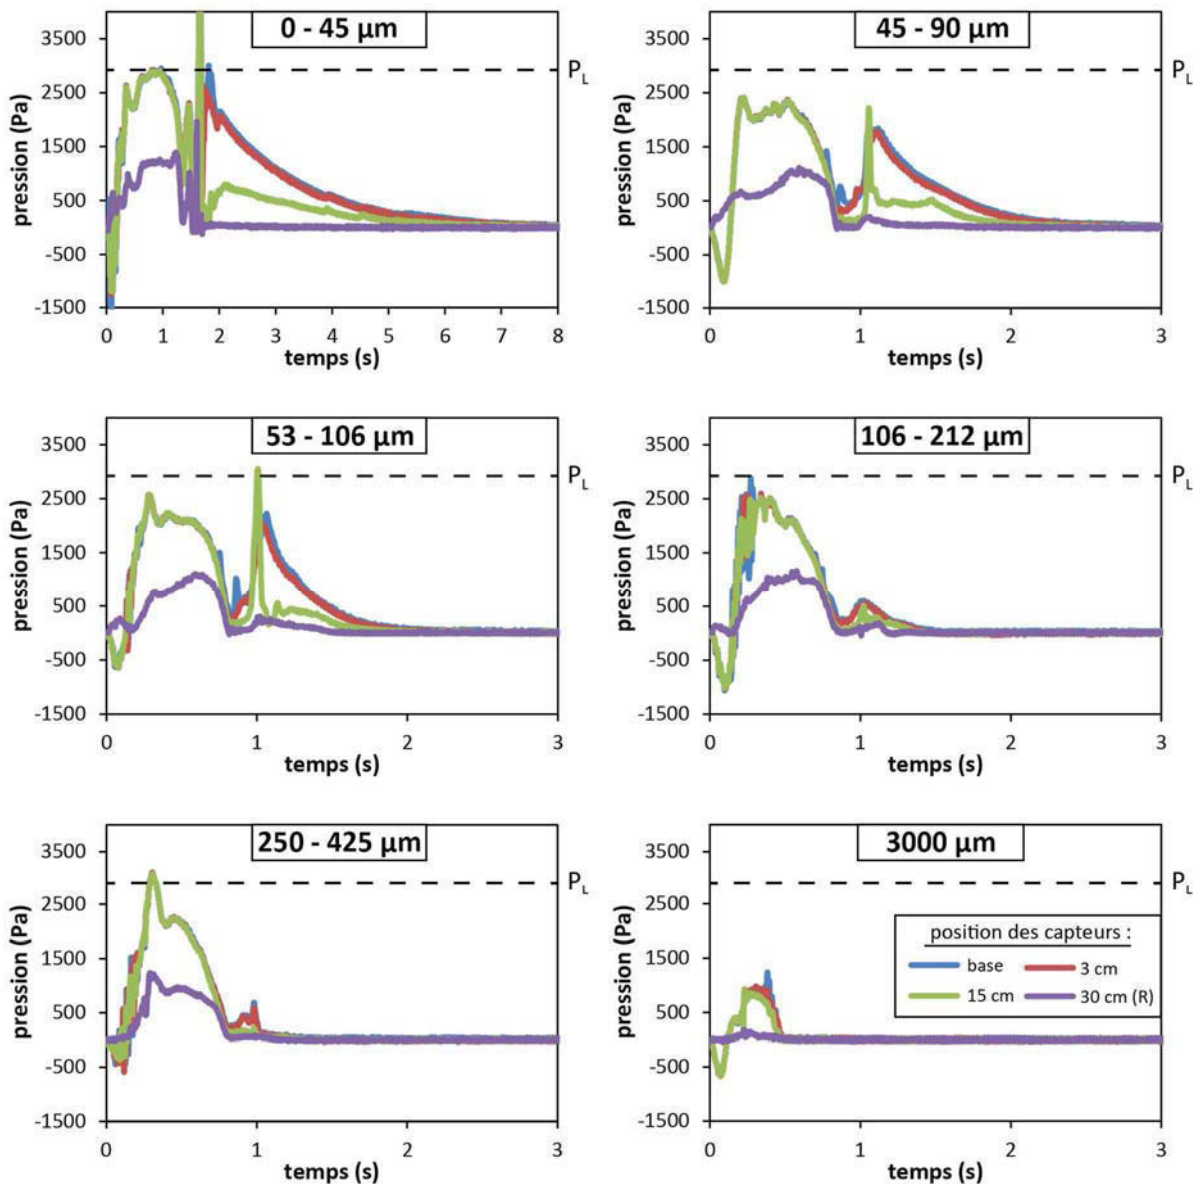 0 - 45 µm
3500
2500
1500
500
-500
-1500
pression (Pa)
P_L
0 1 1 2 3 4 5 6 7 8
temps (s)
45 - 90 µm
3500
2500
1500
500
-500
-1500
pression (Pa)
P_L
0 1 2 3
temps (s)
53 - 106 µm
3500
2500
1500
500
-500
-1500
pression (Pa)
P_L
0 1 2 3
temps (s)
106 - 212 µm
3500
2500
1500
500
-500
-1500
pression (Pa)
P_L
0 1 2 3
temps (s)
250 - 425 µm
3500
2500
1500
500
-500
-1500
pression (Pa)
P_L
0 1 2 3
temps (s)
3000 µm
3500
2500
1500
500
-500
-1500
pression (Pa)
P_L
position des capteurs :
base 3 cm
15 cm 30 cm (R)
0 1 2 3
temps (s)